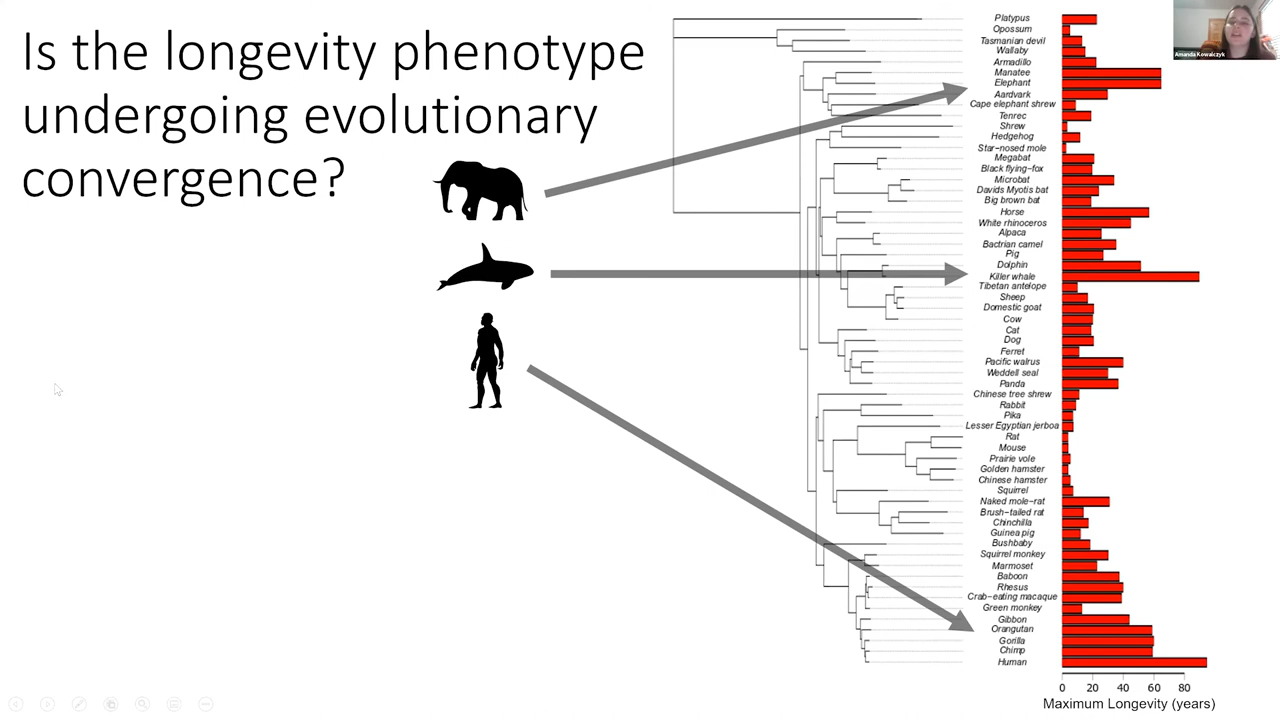 Is the longevity phenotype
undergoing evolutionary
convergence?
Platypus
Opossum
Tasmanian devil
Wallaby
Armadillo
Manatee
Elephant
Aardvark
Cape elephant shrew
Tenrec
Shrew
Hedgehog
Star−nosed mole
Megabat
Black flying−fox
Microbat
Davids Myotis bat
Big brown bat
Horse
White rhinoceros
Alpaca
Bactrian camel
Pig
Dolphin
Killer whale
Tibetan antelope
Sheep
Domestic goat
Cow
Cat
Dog
Ferret
Pacific walrus
Weddell seal
Panda
Chinese tree shrew
Rabbit
Pika
Lesser Egyptian jerboa
Rat
Mouse
Prairie vole
Golden hamster
Chinese hamster
Squirrel
Naked mole−rat
Brush−tailed rat
Chinchilla
Guinea pig
Bushbaby
Squirrel monkey
Marmoset
Baboon
Rhesus
Crab−eating macaque
Green monkey
Gibbon
Orangutan
Gorilla
Chimp
Human
0 20 40 60 80
Maximum Longevity (years)
Amanda Kowalczyk